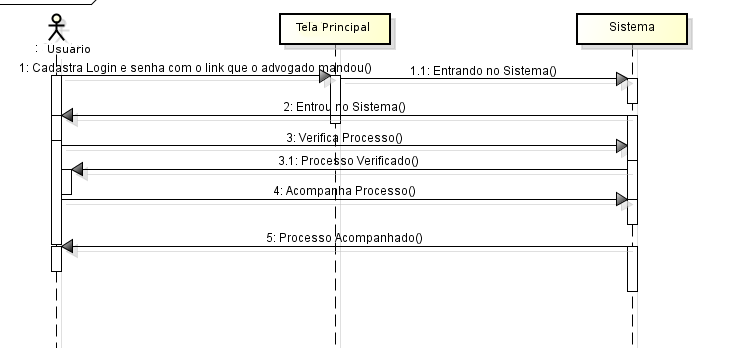 Tela Principal
Sistema
: Usuario
1: Cadastra Login e senha com o link que o advogado mandou()
1.1: Entrando no Sistema()
2: Entrou no Sistema()
3: Verifica Processo()
3.1: Processo Verificado()
4: Acompanha Processo()
5: Processo Acompanhado()